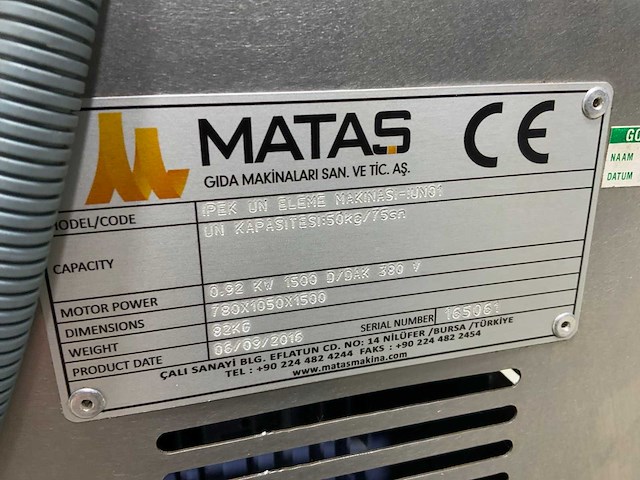 MATAŞ
CE
GIDA MAKİNALARI SAN. VE TİC. AŞ.
MODEL/CODE İPEK UN ELEME MAKİNASI-IUM01
CAPACITY UN KAPASİTESİ:50KG/75sn
MOTOR POWER 0.92 KW 1500 D/DAK 380 V
DIMENSIONS 780X1050X1500
WEIGHT 82KG
PRODUCT DATE 06/09/2016 SERIAL NUMBER 165061
ÇALI SANAYİ BLG. EFLATUN CD. NO: 14 NİLÜFER /BURSA /TÜRKİYE
TEL : +90 224 482 4244 FAKS : +90 224 482 2454
www.matasmakina.com
GO
NAAM
DATUM